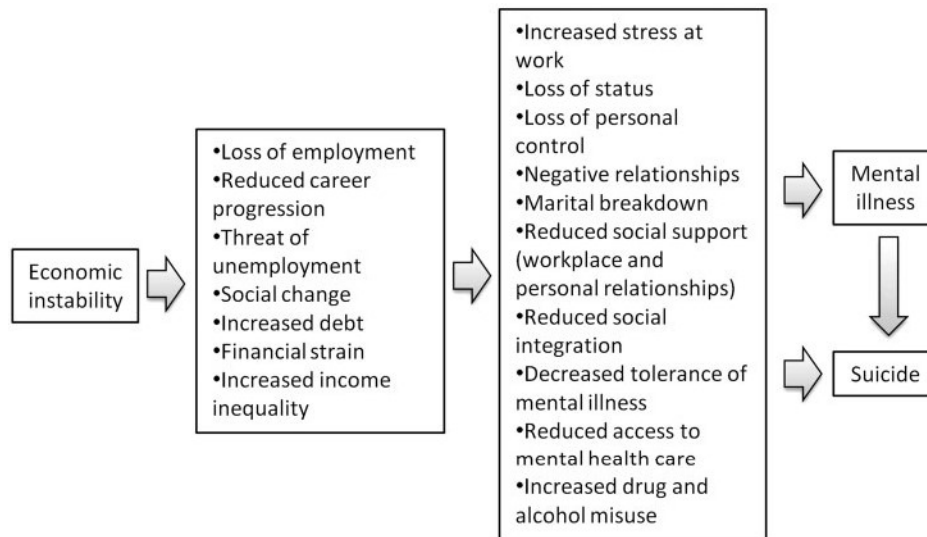 Economic
instability
•Loss of employment
•Reduced career
progression
•Threat of
unemployment
•Social change
•Increased debt
•Financial strain
•Increased income
inequality
•Increased stress at
work
•Loss of status
•Loss of personal
control
•Negative relationships
•Marital breakdown
•Reduced social support
(workplace and
personal relationships)
•Reduced social
integration
•Decreased tolerance of
mental illness
•Reduced access to
mental health care
•Increased drug and
alcohol misuse
Mental
illness
Suicide